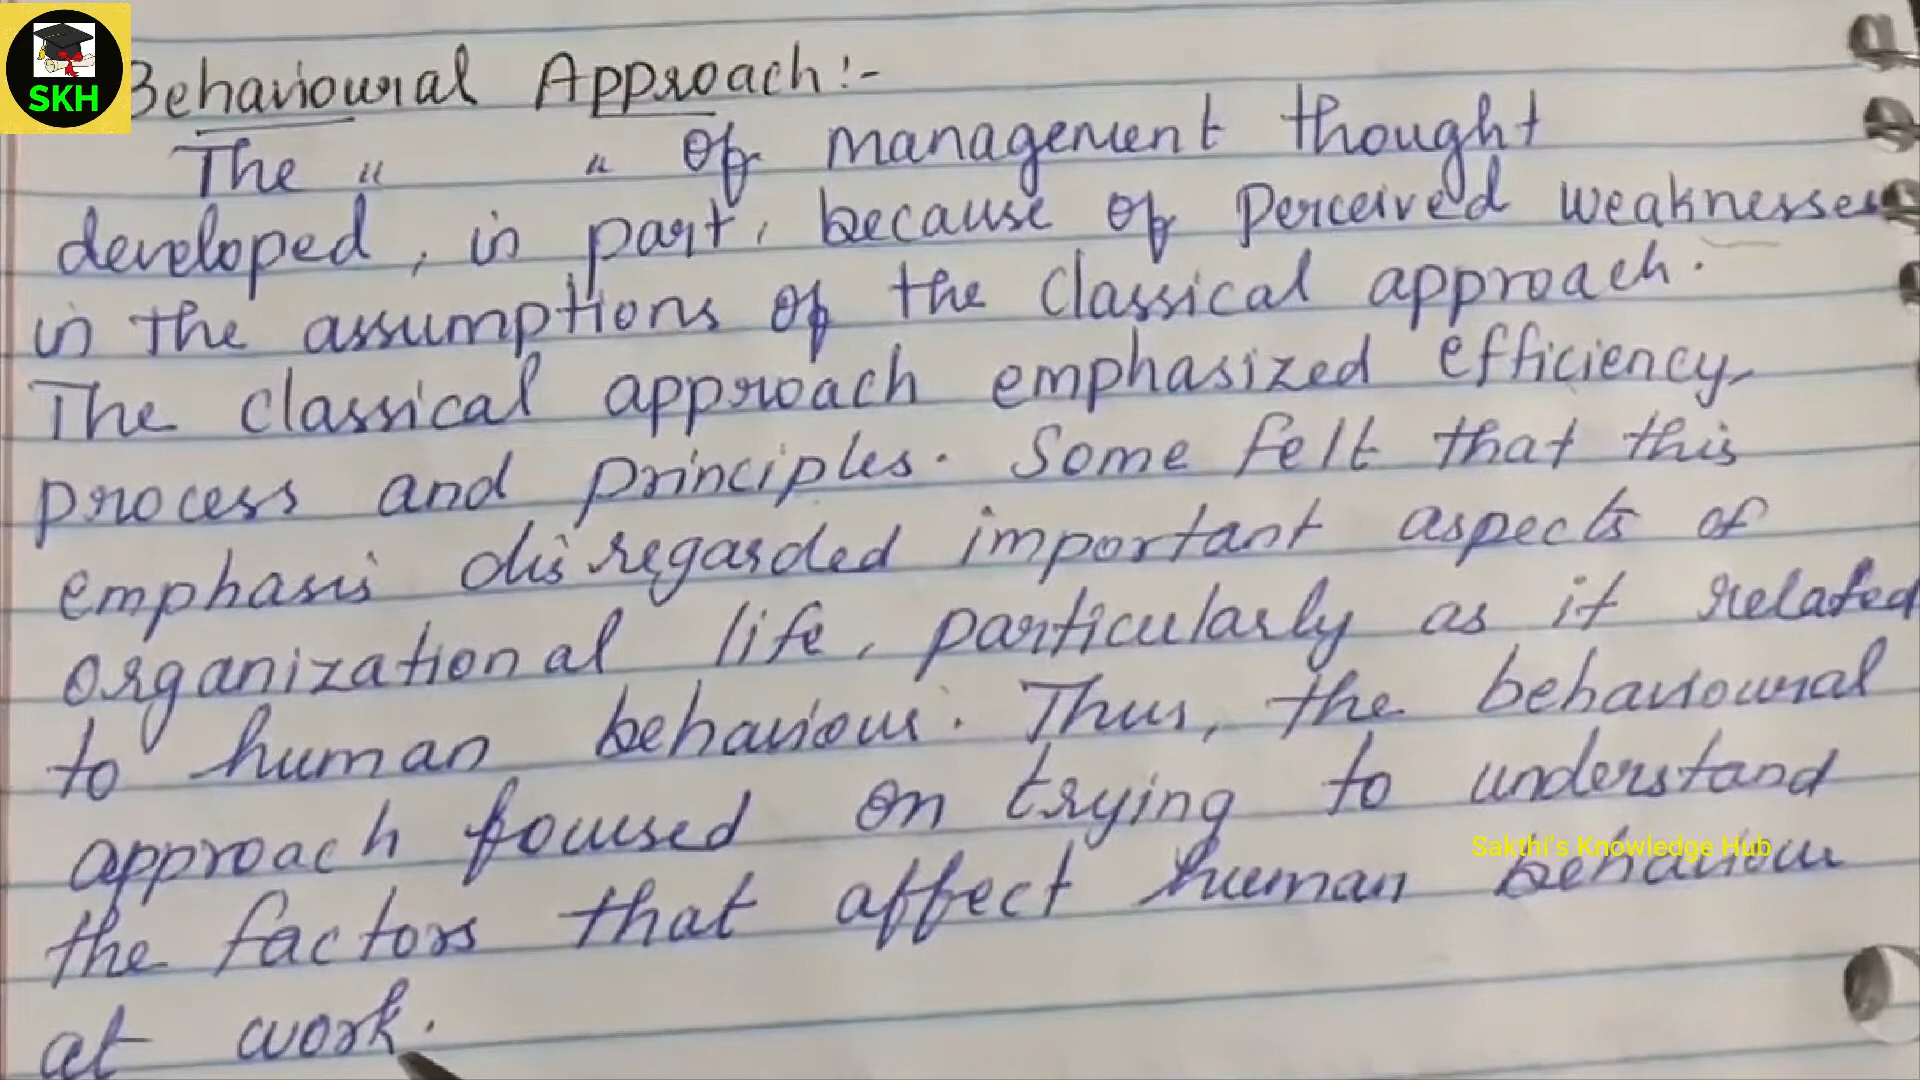 SKH
Behavioural Approach:-
The " " of management thought
developed, in part, because of Perceived weaknesses
in the assumptions of the Classical approach.
The classical approach emphasized efficiency,
process and principles. Some felt that this
emphasis disregarded important aspects of
organizational life, particularly as it related
to human behaviour. Thus, the behavioural
approach focused on trying to understand
Sakthi's Knowledge Hub
the factors that affect human behaviour
at work.